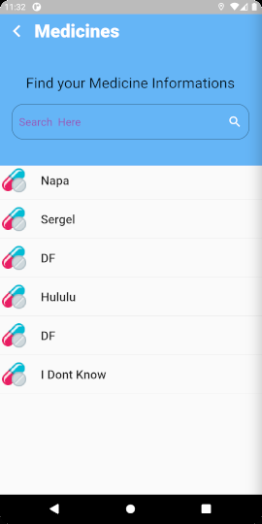 11:32
Medicines
Find your Medicine Informations
Search Here
Napa
Sergel
DF
Hululu
DF
I Dont Know